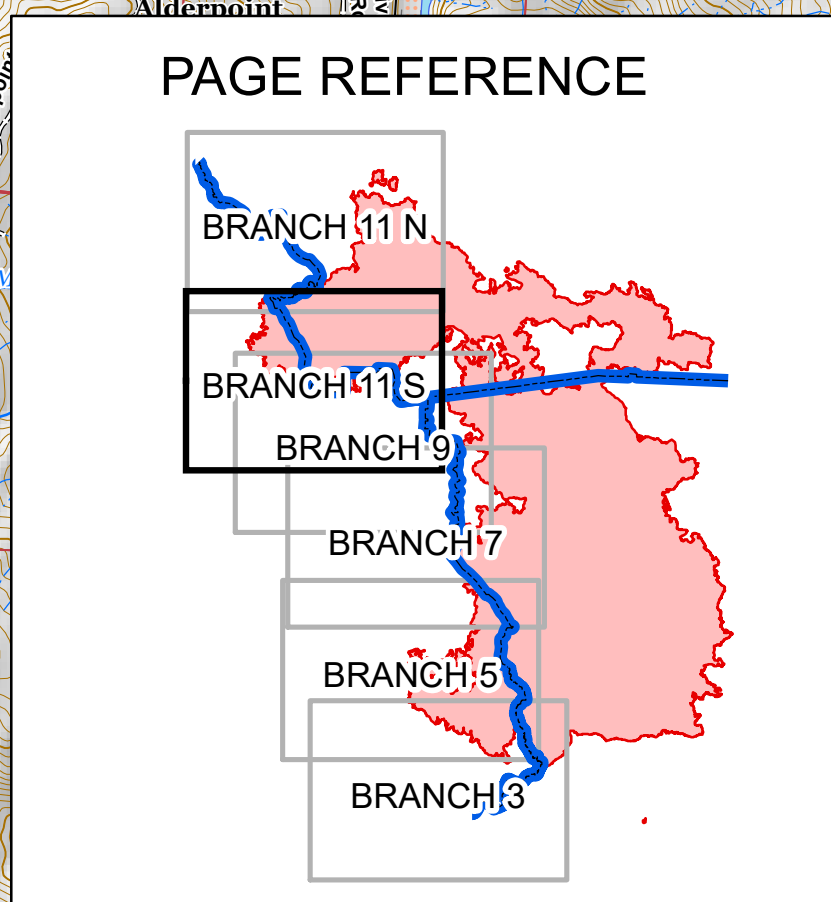 Alderpoint
PAGE REFERENCE
BRANCH 11 N
BRANCH 11 S
BRANCH 9
BRANCH 7
BRANCH 5
BRANCH 3